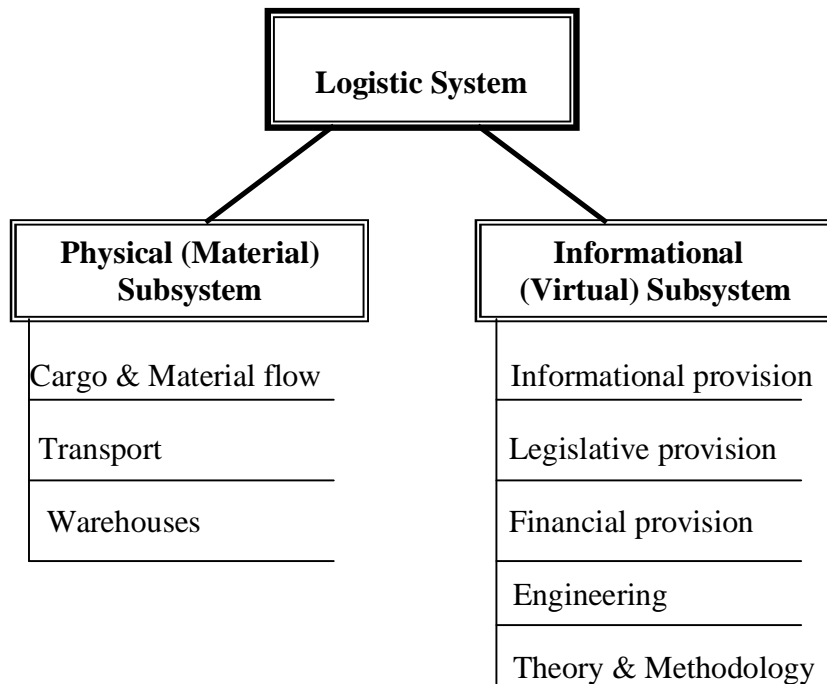 Logistic System
Physical (Material)
Subsystem
Cargo & Material flow
Transport
Warehouses
Informational
(Virtual) Subsystem
Informational provision
Legislative provision
Financial provision
Engineering
Theory & Methodology